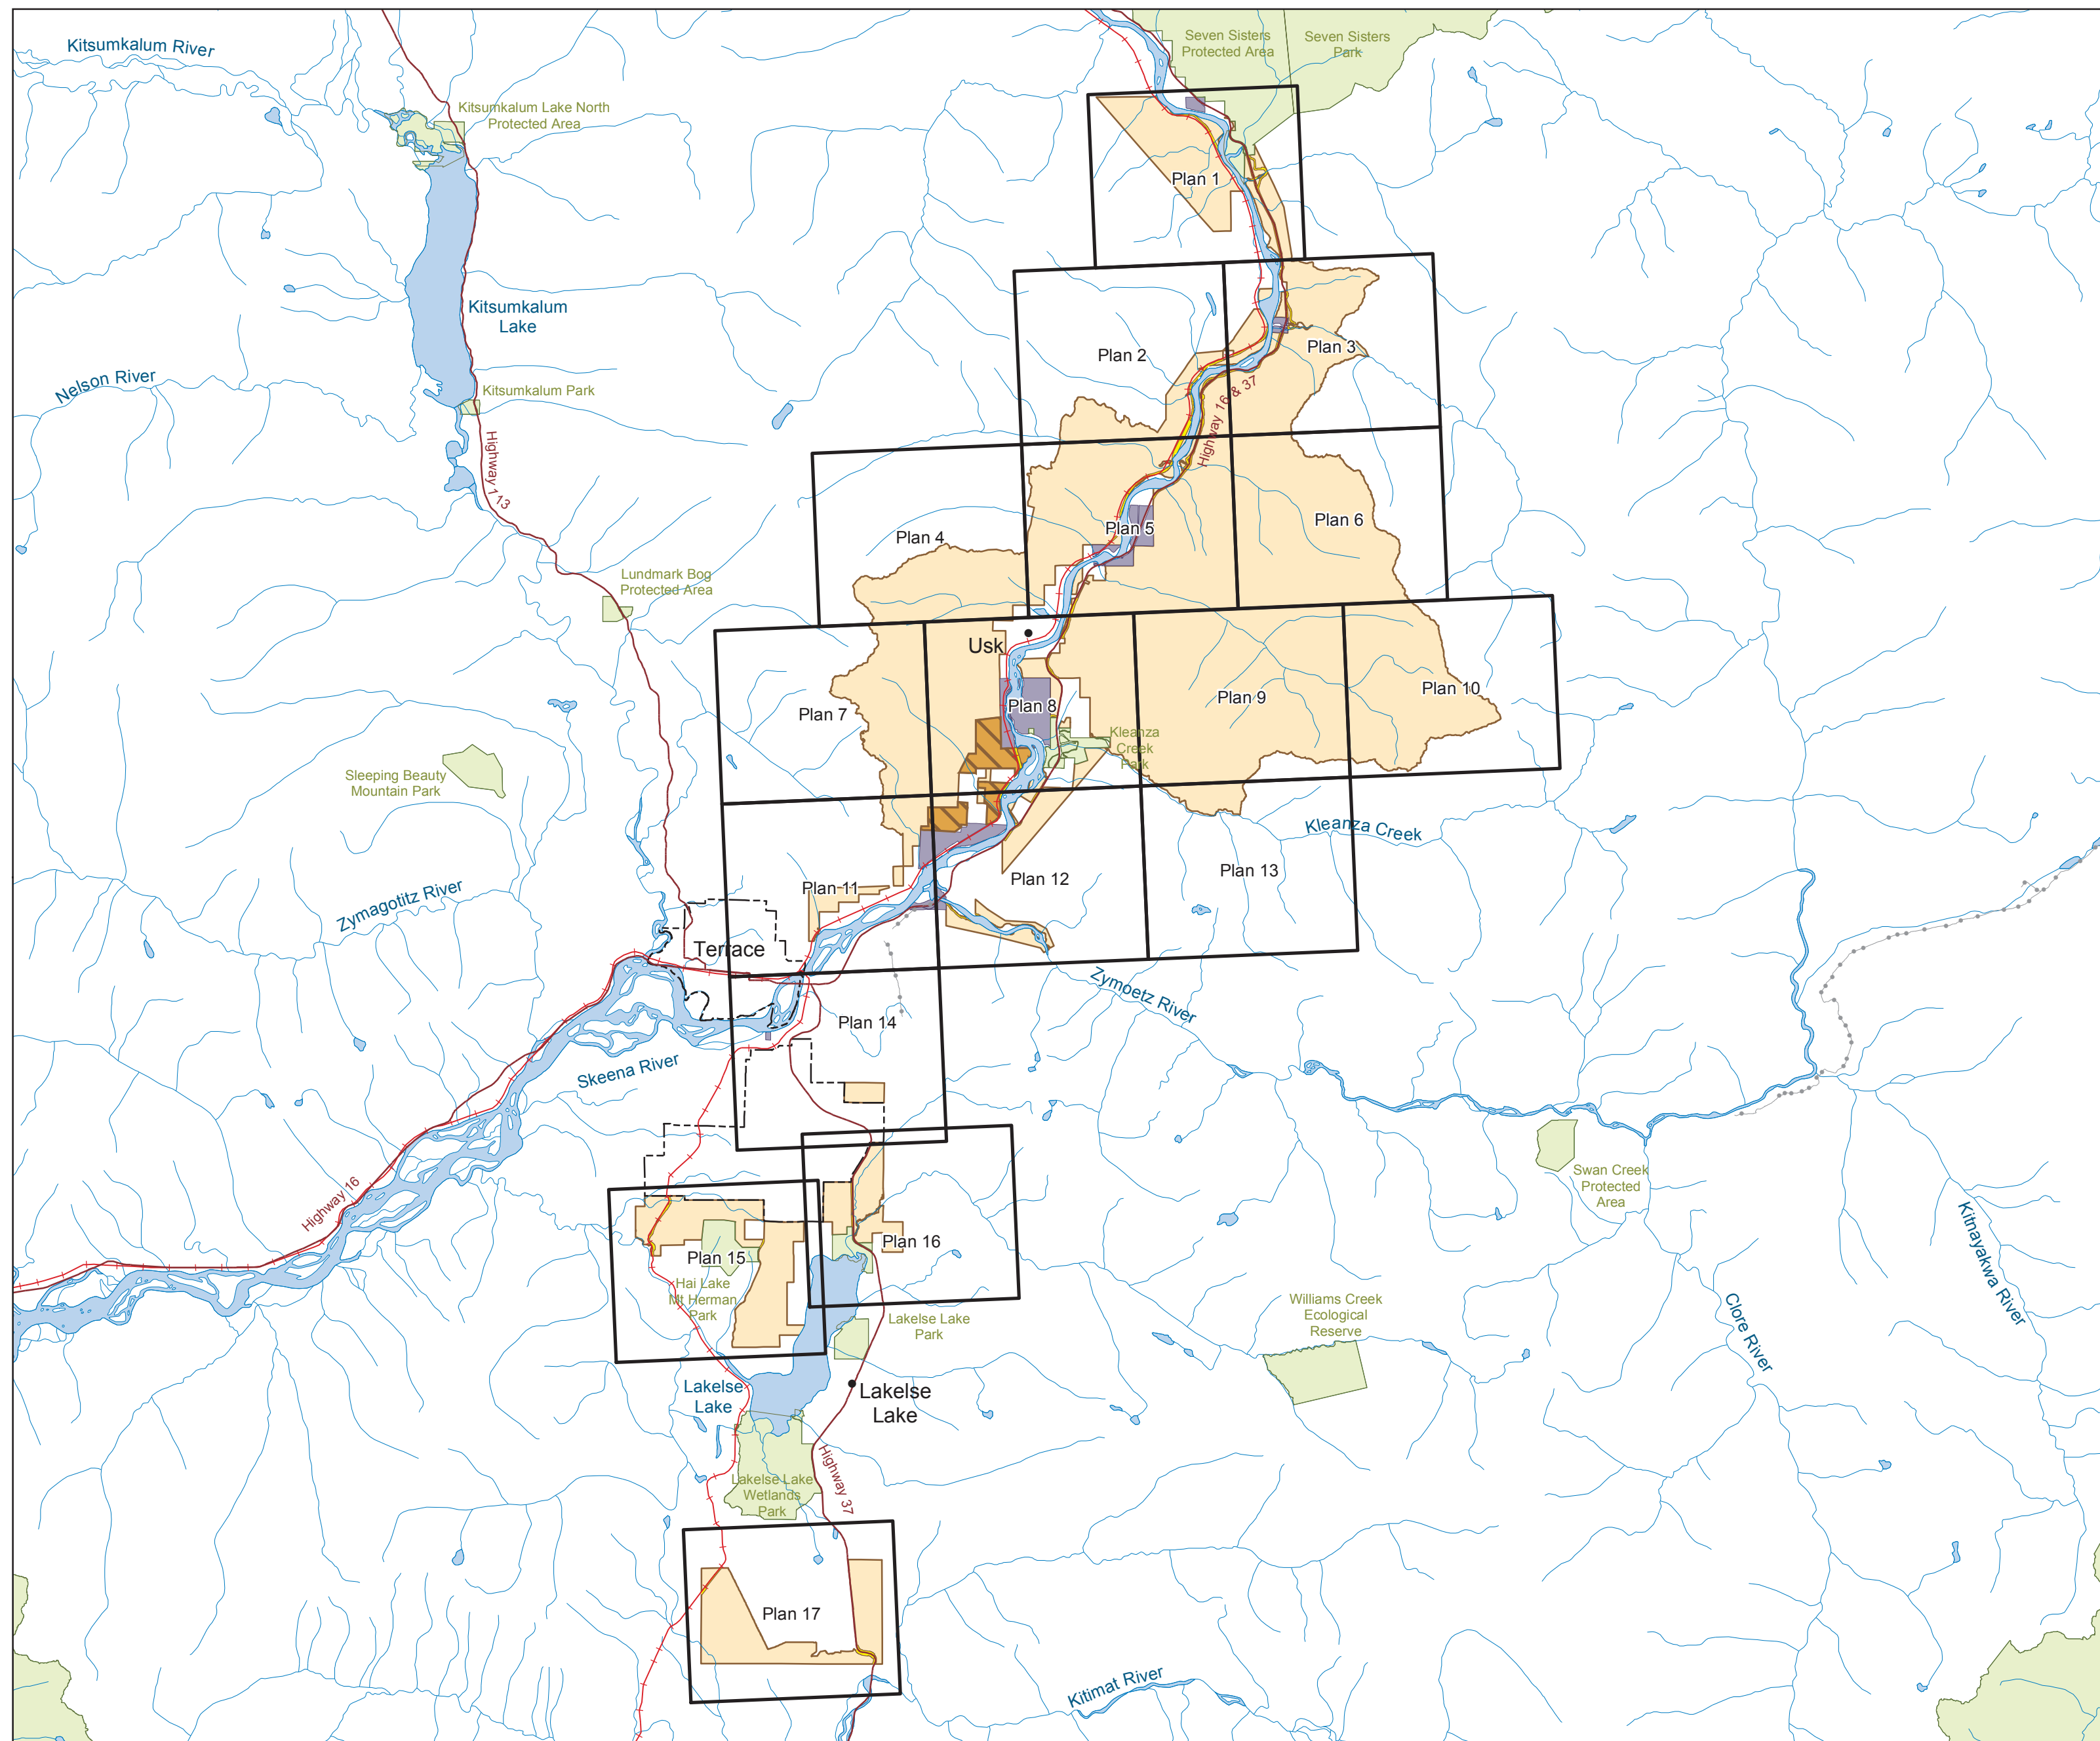 Kitsumkalum River
Seven Sisters
Protected Area
Seven Sisters
Park
Kitsumkalum Lake North
Protected Area
Plan 1
Kitsumkalum
Lake
Plan 2
Plan 3
Nelson River
Kitsumkalum Park
Highway 16 & 37
Highway 113
Plan 4
Plan 5
Plan 6
Lundmark Bog
Protected Area
Usk
Plan 7
Plan 8
Plan 9
Plan 10
Kleanza
Creek
Park
Sleeping Beauty
Mountain Park
Kleanza Creek
Plan 11
Plan 12
Plan 13
Zymagotitz River
Terrace
Zymoetz River
Plan 14
Skeena River
Swan Creek
Protected
Area
Highway 16
Kitnayakwa River
Plan 15
Plan 16
Hai Lake
Mt Herman
Park
Lakelse Lake
Park
Williams Creek
Ecological
Reserve
Clore River
Lakelse
Lake
Lakelse
Lake
Highway 37
Lakelse Lake
Wetlands
Park
Plan 17
Kitimat River